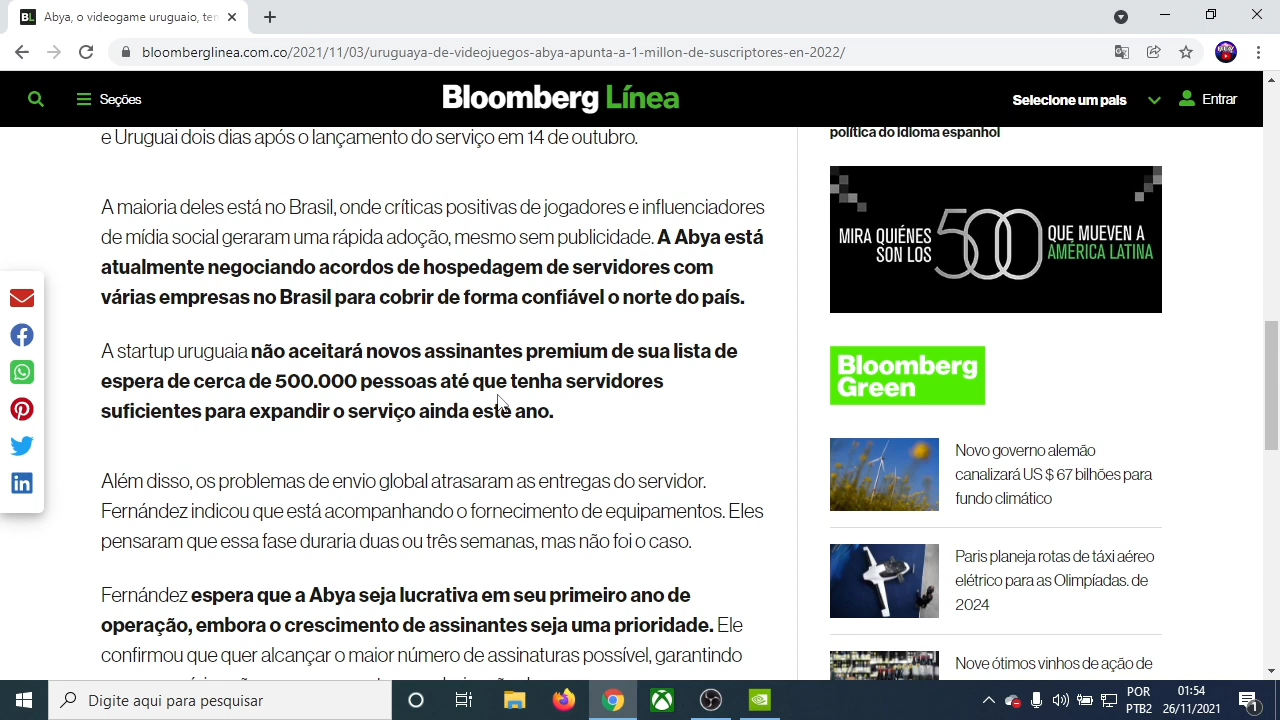 Abya, o videogame uruguaio, ten
bloomberglinea.com.co/2021/11/03/uruguaya-de-videojuegos-abya-apunta-a-1-millon-de-suscriptores-en-2022/
Seções
Bloomberg Línea
Selecione um pais
Entrar
e Uruguai dois dias após o lançamento do serviço em 14 de outubro.
A maioria deles está no Brasil, onde críticas positivas de jogadores e influenciadores
de mídia social geraram uma rápida adoção, mesmo sem publicidade. A Abya está
atualmente negociando acordos de hospedagem de servidores com
várias empresas no Brasil para cobrir de forma confiável o norte do país.
A startup uruguaia não aceitará novos assinantes premium de sua lista de
espera de cerca de 500.000 pessoas até que tenha servidores
suficientes para expandir o serviço ainda este ano.
Além disso, os problemas de envio global atrasaram as entregas do servidor.
Fernández indicou que está acompanhando o fornecimento de equipamentos. Eles
pensaram que essa fase duraria duas ou três semanas, mas não foi o caso.
Fernández espera que a Abya seja lucrativa em seu primeiro ano de
operação, embora o crescimento de assinantes seja uma prioridade. Ele
confirmou que quer alcançar o maior número de assinaturas possível, garantindo
política do idioma espanhol
MIRA QUIÉNES
SON LOS
500
QUE MUEVEN A
AMÉRICA LATINA
Bloomberg
Green
Novo governo alemão
canalizará US $ 67 bilhões para
fundo climático
Paris planeja rotas de táxi aéreo
elétrico para as Olimpíadas. de
2024
Nove ótimos vinhos de ação de
Digite aqui para pesquisar
POR
PTB2
01:54
26/11/2021
1